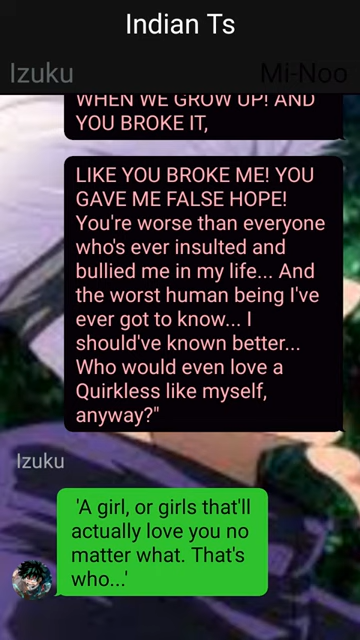 Indian Ts
Izuku Mi-Noo
WHEN WE GROW UP! AND
YOU BROKE IT,
LIKE YOU BROKE ME! YOU
GAVE ME FALSE HOPE!
You're worse than everyone
who's ever insulted and
bullied me in my life... And
the worst human being I've
ever got to know... I
should've known better...
Who would even love a
Quirkless like myself,
anyway?"
Izuku
'A girl, or girls that'll
actually love you no
matter what. That's
who...'